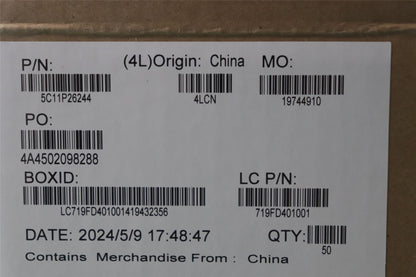 P/N: (4L)Origin: China MO:
5C11P26244 4LCN 19744910
PO:
4A4502098288
BOXID: LC P/N:
LC719FD401001419432356 719FD401001
DATE: 2024/5/9 17:48:47 QTY:
50
Contains Merchandise From : China